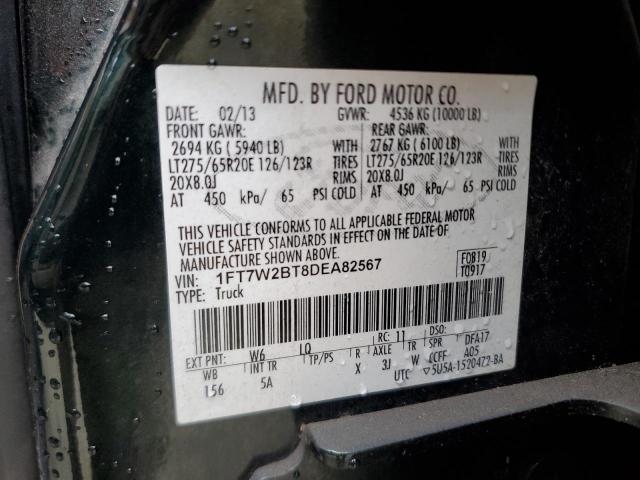 MFD. BY FORD MOTOR CO.
DATE: 02/13 GVWR: 4536 KG (10000 LB)
FRONT GAWR: REAR GAWR:
2694 KG ( 5940 LB) WITH 2767 KG ( 6100 LB) WITH
LT275/65R20E 126/123R TIRES LT275/65R20E 126/123R TIRES
20X8.0J RIMS 20X8.0J RIMS
AT 450 kPa/ 65 PSI COLD AT 450 kPa/ 65 PSI COLD
THIS VEHICLE CONFORMS TO ALL APPLICABLE FEDERAL MOTOR
VEHICLE SAFETY STANDARDS IN EFFECT ON THE DATE OF
MANUFACTURE SHOWN ABOVE.
VIN: 1FT7W2BT8DEA82567 F0819
TYPE: Truck T0917
EXT PNT: W6 LQ RC: 11 DSO:
WB INT TR TP/PS R AXLE TR SPR DFA17
156 5A X 3J W CCFF A05
UTC ▽5U5A-1520472-BA